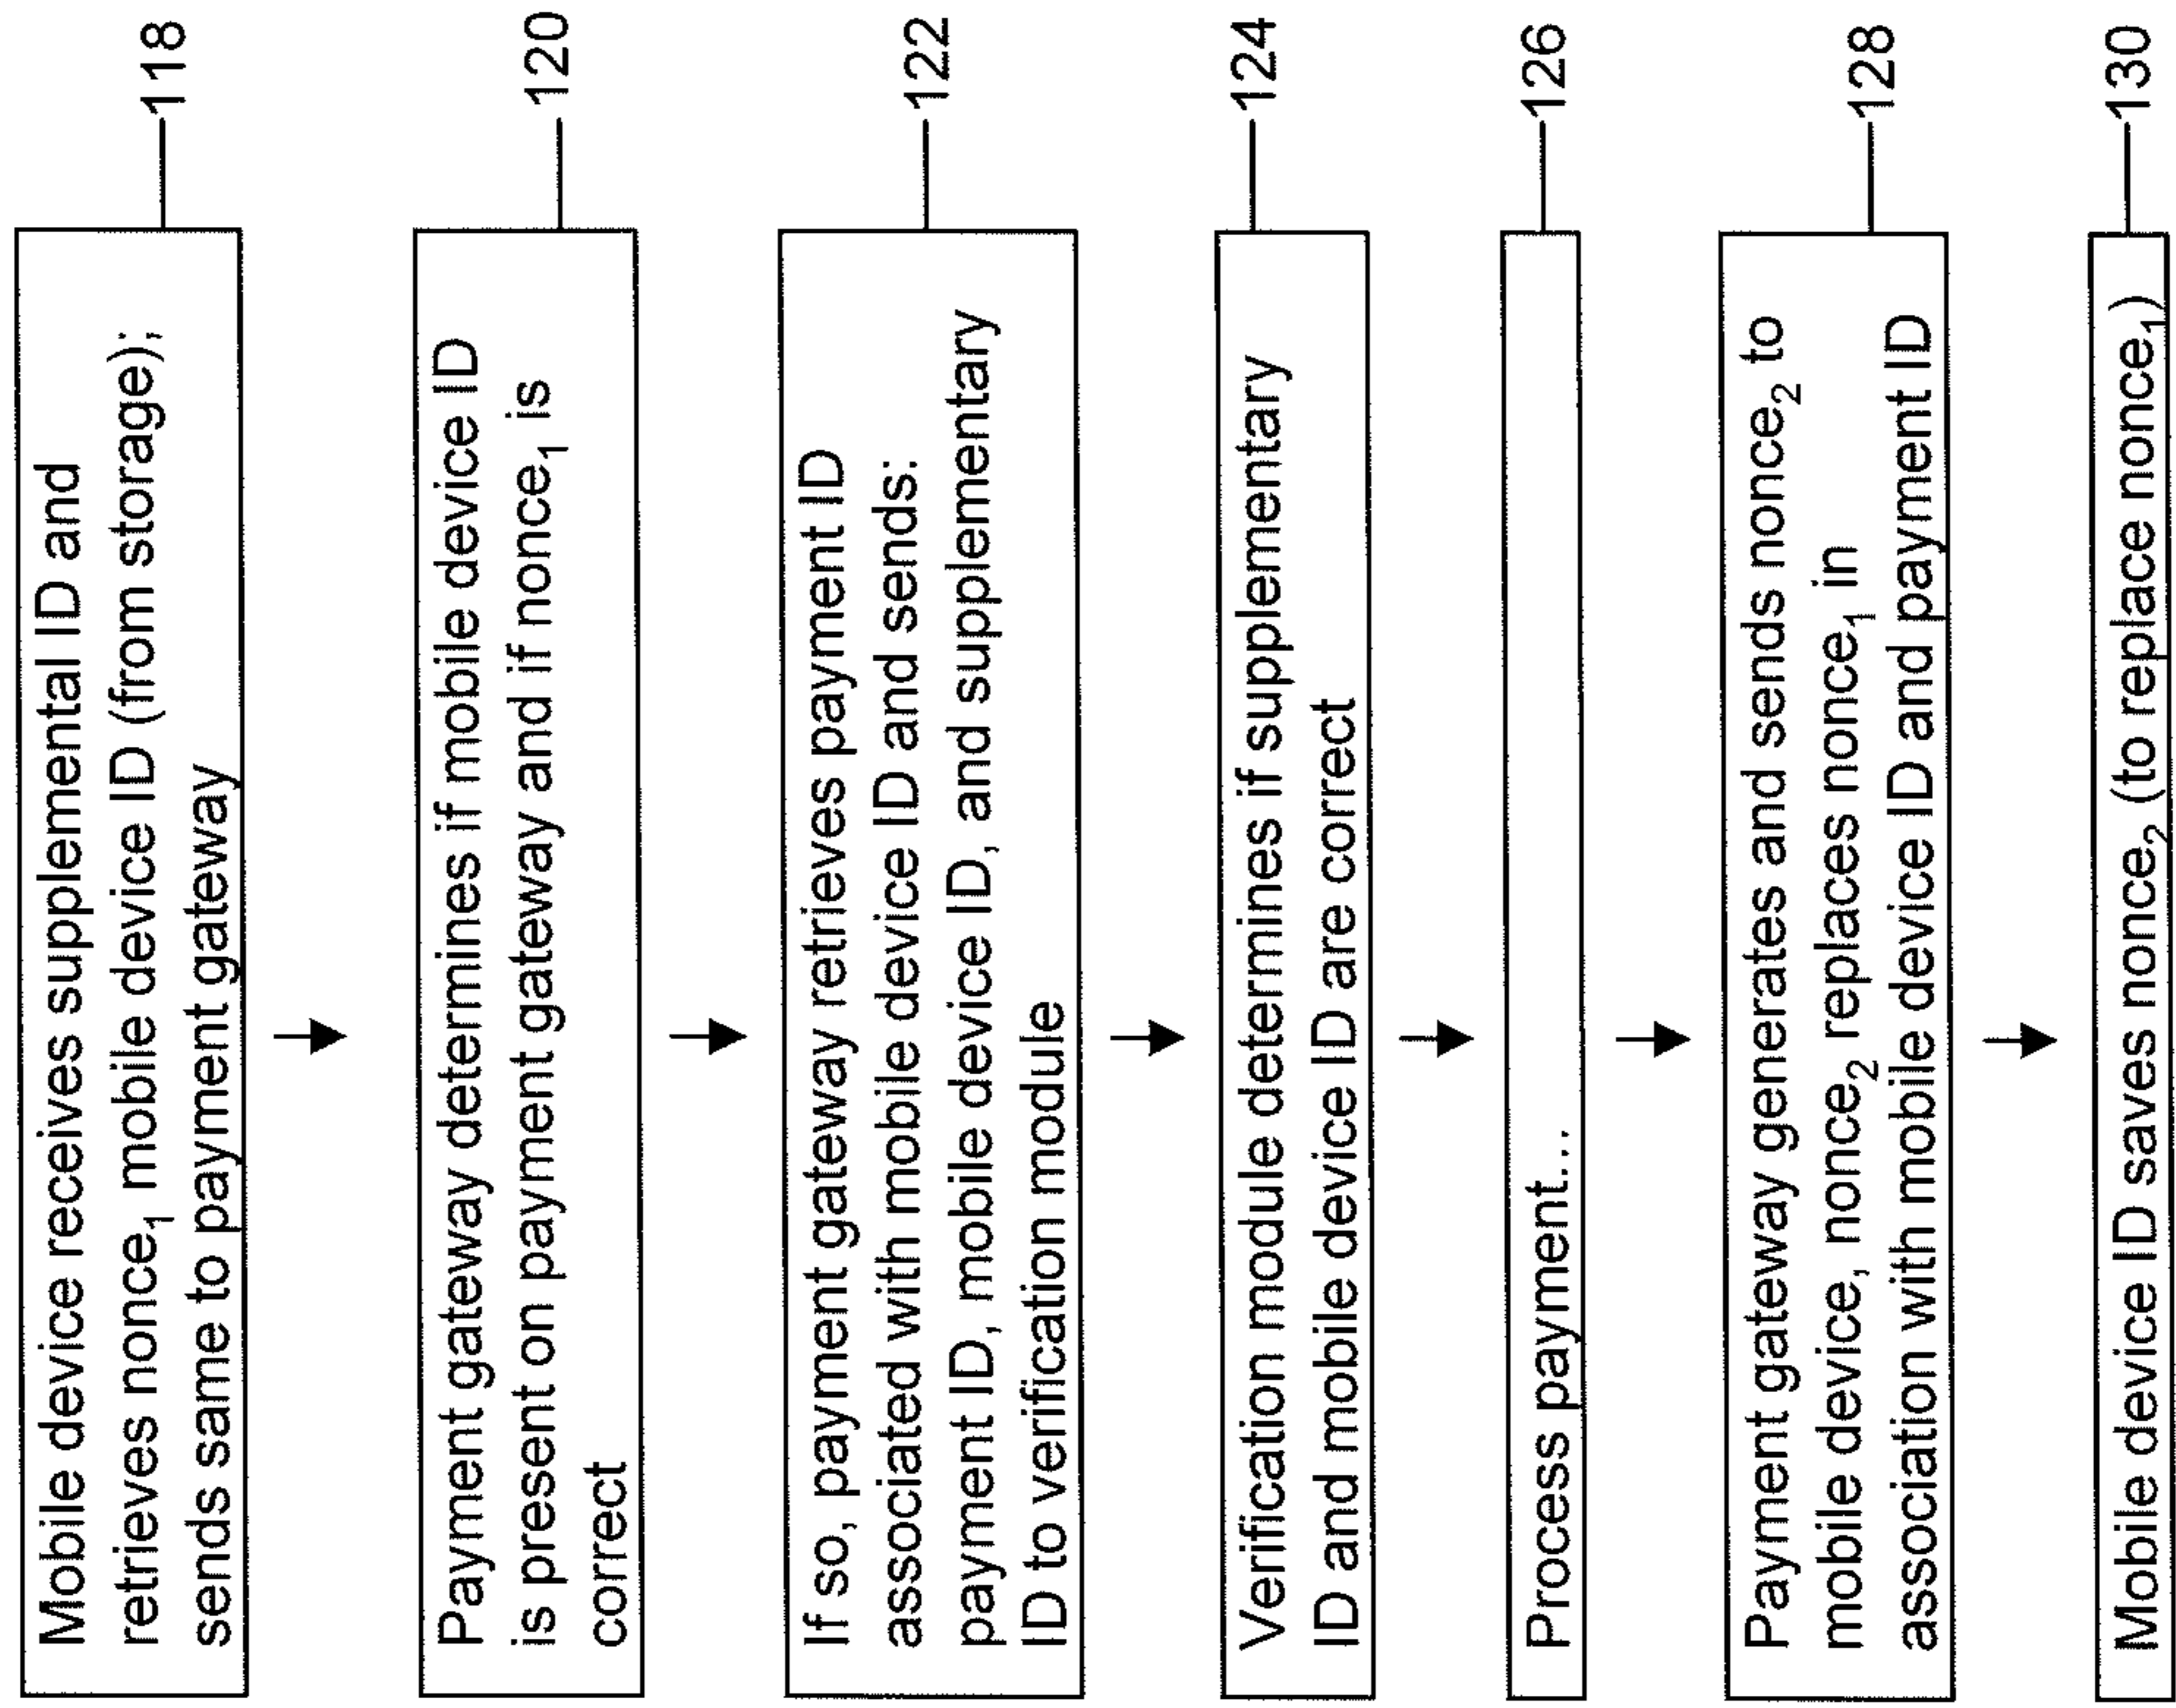 Mobile device receives supplemental ID and
retrieves nonce₁ mobile device ID (from storage);
sends same to payment gateway
118
Payment gateway determines if mobile device ID
is present on payment gateway and if nonce₁ is
correct
120
If so, payment gateway retrieves payment ID
associated with mobile device ID and sends:
payment ID, mobile device ID, and supplementary
ID to verification module
122
Verification module determines if supplementary
ID and mobile device ID are correct
124
Process payment...
126
Payment gateway generates and sends nonce₂ to
mobile device, nonce₂ replaces nonce₁ in
association with mobile device ID and payment ID
128
Mobile device ID saves nonce₂ (to replace nonce₁)
130